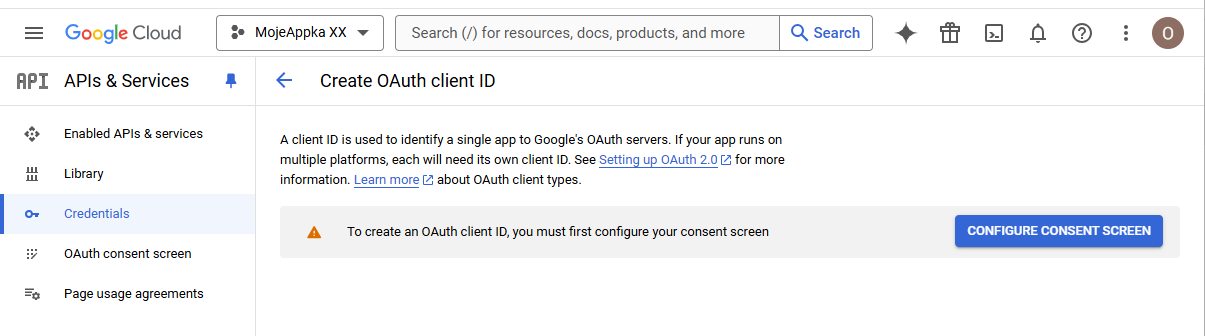 Google Cloud
MojeAppka XX
Search (/) for resources, docs, products, and more
Search
O
API
APIs & Services
Create OAuth client ID
Enabled APIs & services
Library
Credentials
OAuth consent screen
Page usage agreements
A client ID is used to identify a single app to Google's OAuth servers. If your app runs on
multiple platforms, each will need its own client ID. See Setting up OAuth 2.0 for more
information. Learn more about OAuth client types.
To create an OAuth client ID, you must first configure your consent screen
CONFIGURE CONSENT SCREEN